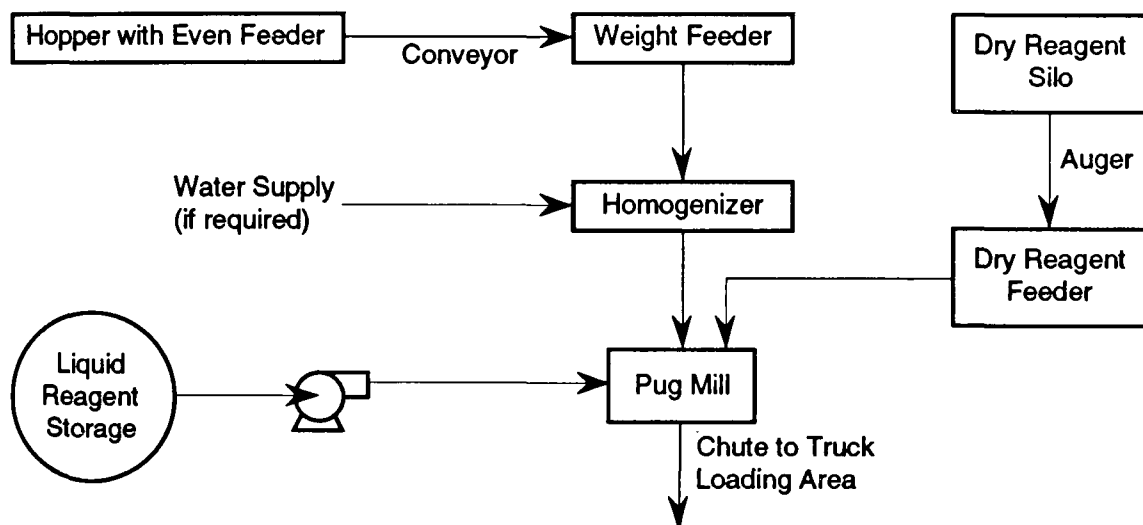 Hopper with Even Feeder
Conveyor
Weight Feeder
Dry Reagent
Silo
Auger
Water Supply
(if required)
Homogenizer
Dry Reagent
Feeder
Liquid
Reagent
Storage
Pug Mill
Chute to Truck
Loading Area